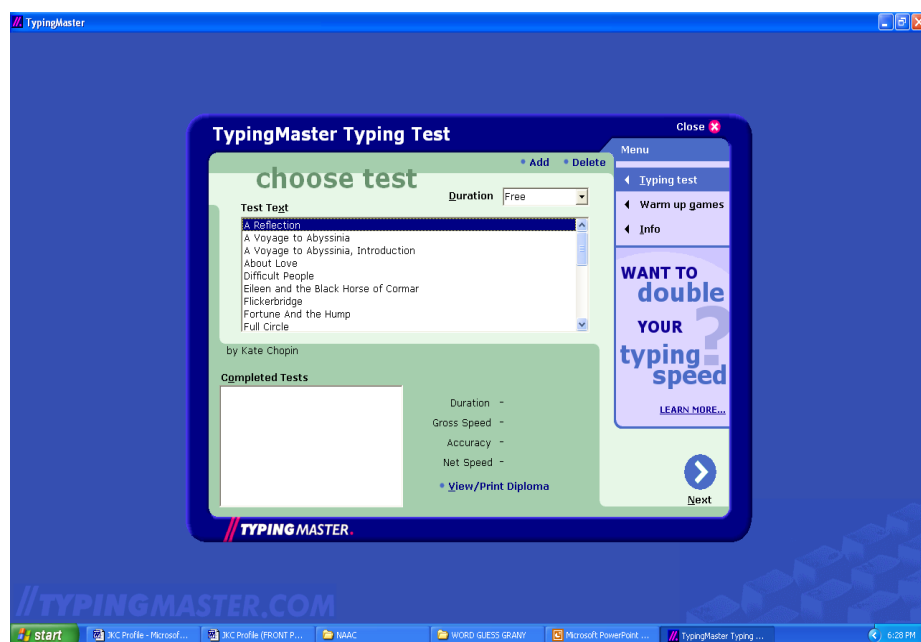 TypingMaster
TypingMaster Typing Test
Close
Menu
Add Delete
choose test
Typing test
Duration Free
Warm up games
Test Text
Info
A Reflection
A Voyage to Abyssinia
A Voyage to Abyssinia, Introduction
About Love
Difficult People
Eileen and the Black Horse of Cormar
Flickerbridge
Fortune And the Hump
Full Circle
WANT TO
double
YOUR
?
typing
speed
LEARN MORE...
by Kate Chopin
Completed Tests
Duration -
Gross Speed -
Accuracy -
Net Speed -
View/Print Diploma
Next
//TYPINGMASTER.
//TYPINGMASTER.COM
start JKC Profile - Microsof... JKC Profile (FRONT P... NAAC WORD GUESS GRANY Microsoft PowerPoint ... TypingMaster Typing ... 6:28 PM